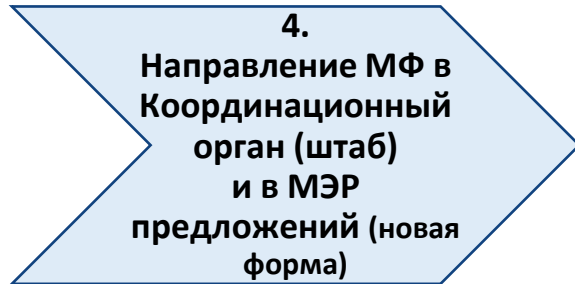 4.
Направление МФ в
Координационный
орган (штаб)
и в МЭР
предложений (новая
форма)